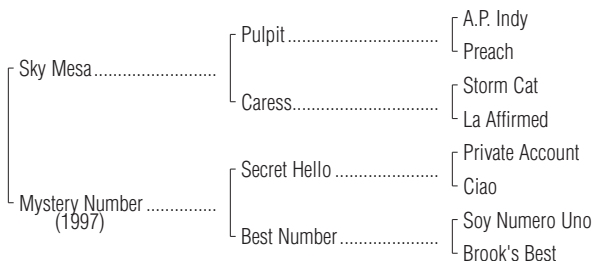 A.P. Indy
Pulpit
Preach
Sky Mesa
Storm Cat
Caress
La Affirmed
Private Account
Secret Hello
Ciao
Mystery Number
(1997)
Soy Numero Uno
Best Number
Brook's Best